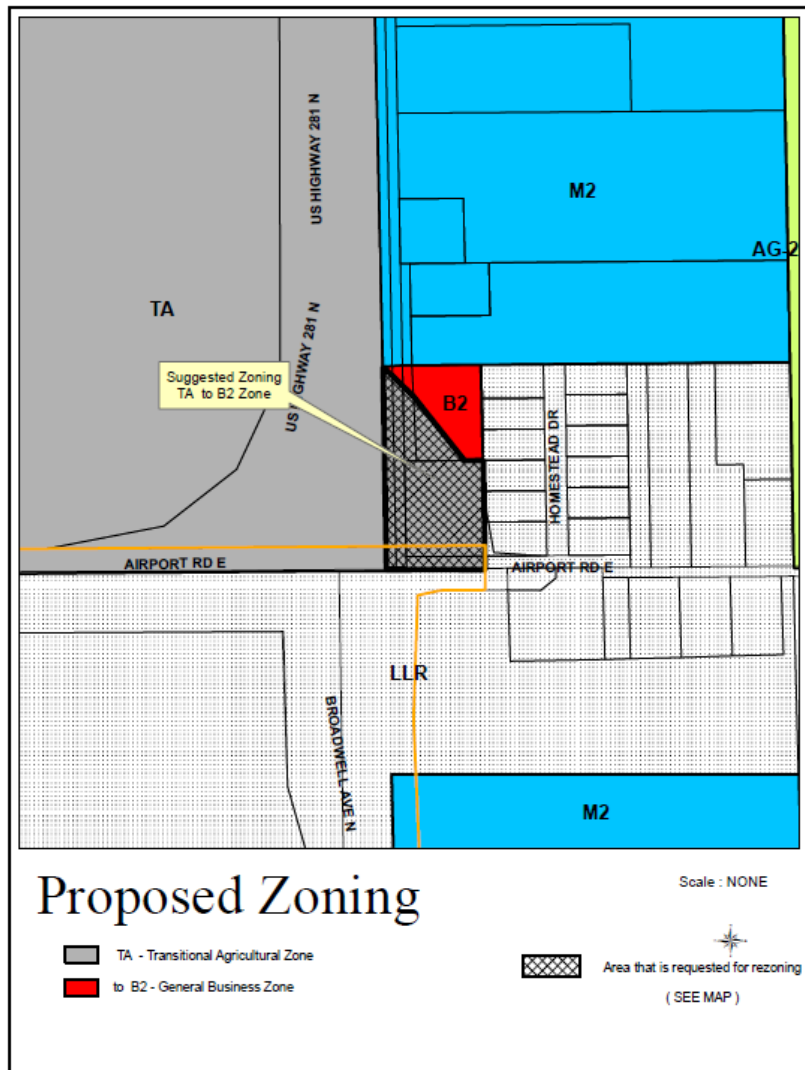 US HIGHWAY 281 N
M2
AG-2
TA
US HIGHWAY 281 N
Suggested Zoning
TA to B2 Zone
B2
HOMESTEAD DR
AIRPORT RD E
AIRPORT RD E
LLR
BROADWELL AVE N
M2
Proposed Zoning
Scale : NONE
TA - Transitional Agricultural Zone
to B2 - General Business Zone
Area that is requested for rezoning
( SEE MAP )